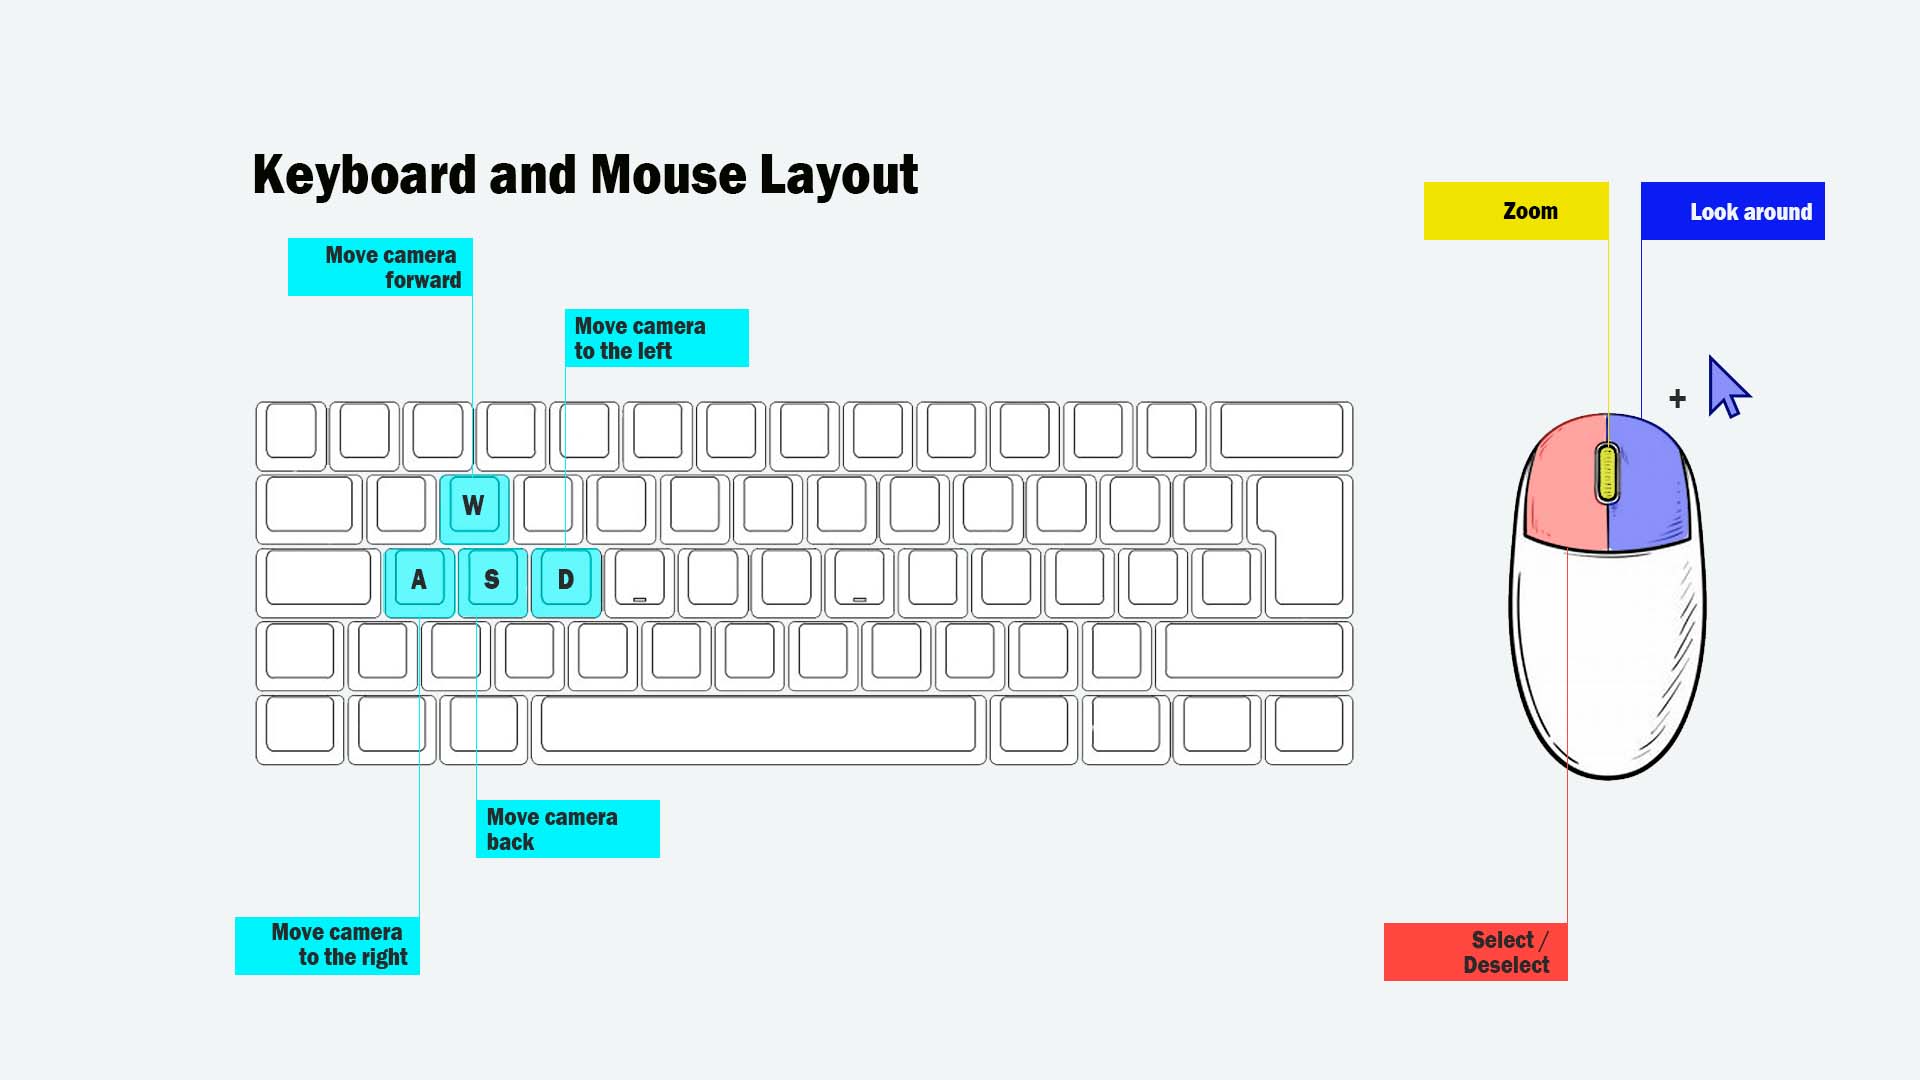 Keyboard and Mouse Layout
Zoom
Look around
Move camera
forward
Move camera
to the left
+
W
A
S
D
Move camera
back
Move camera
to the right
Select /
Deselect